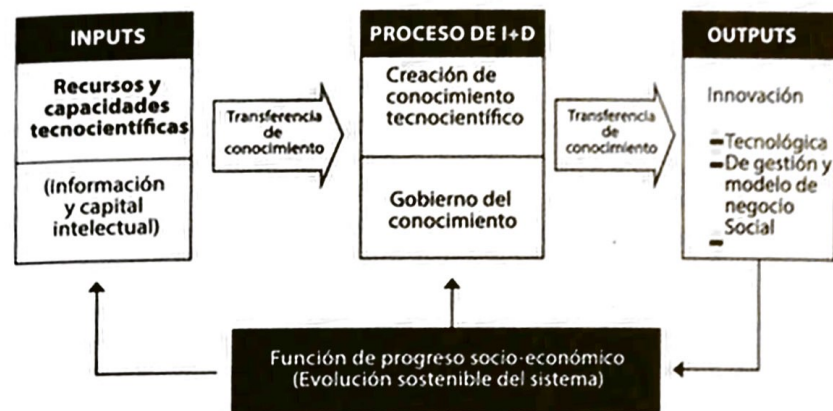 INPUTS
Recursos y
capacidades
tecnocientíficas
(información
y capital
intelectual)
Transferencia
de
conocimiento
PROCESO DE I+D
Creación de
conocimiento
tecnocientífico
Gobierno del
conocimiento
Transferencia
de
conocimiento
OUTPUTS
Innovación
Tecnológica
De gestión y
modelo de
negocio
Social
Función de progreso socio-económico
(Evolución sostenible del sistema)